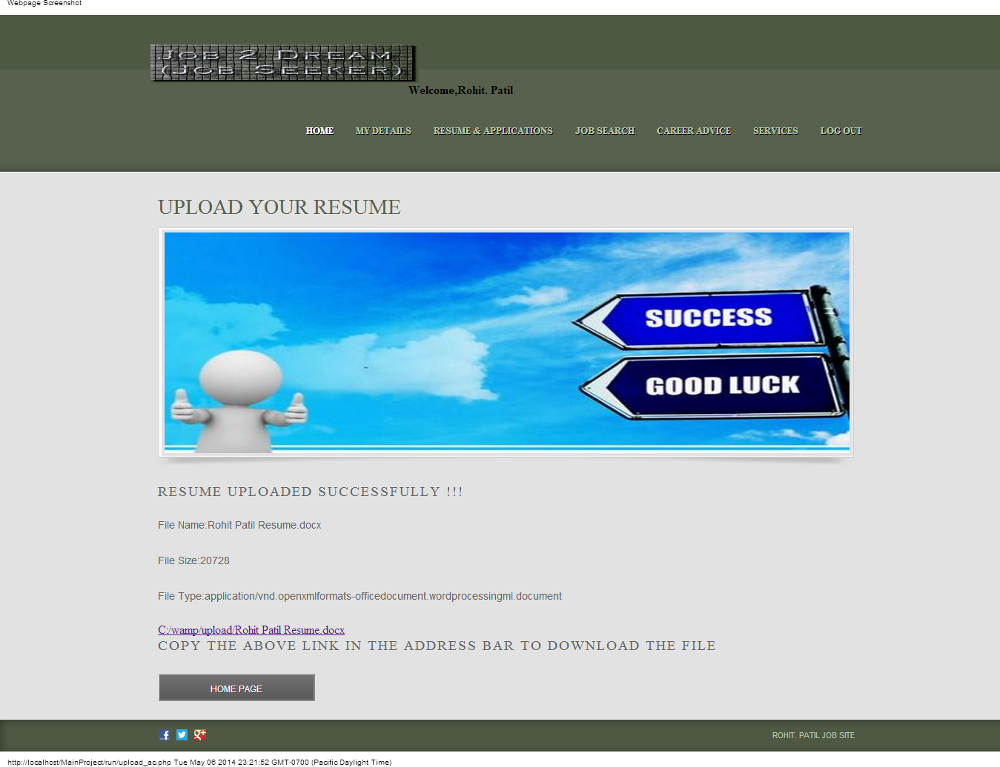 Webpage Screenshot
Job 2 Dream
(Job Seeker)
Welcome,Rohit. Patil
HOME MY DETAILS RESUME & APPLICATIONS JOB SEARCH CAREER ADVICE SERVICES LOG OUT
UPLOAD YOUR RESUME
SUCCESS
GOOD LUCK
RESUME UPLOADED SUCCESSFULLY !!!
File Name:Rohit Patil Resume.docx
File Size:20728
File Type:application/vnd.openxmlformats-officedocument.wordprocessingml.document
C:/wamp/upload/Rohit Patil Resume.docx
COPY THE ABOVE LINK IN THE ADDRESS BAR TO DOWNLOAD THE FILE
HOME PAGE
ROHIT. PATIL JOB SITE
http://localhost/MainProject/run/upload_ac.php Tue May 06 2014 23:21:52 GMT-0700 (Pacific Daylight Time)